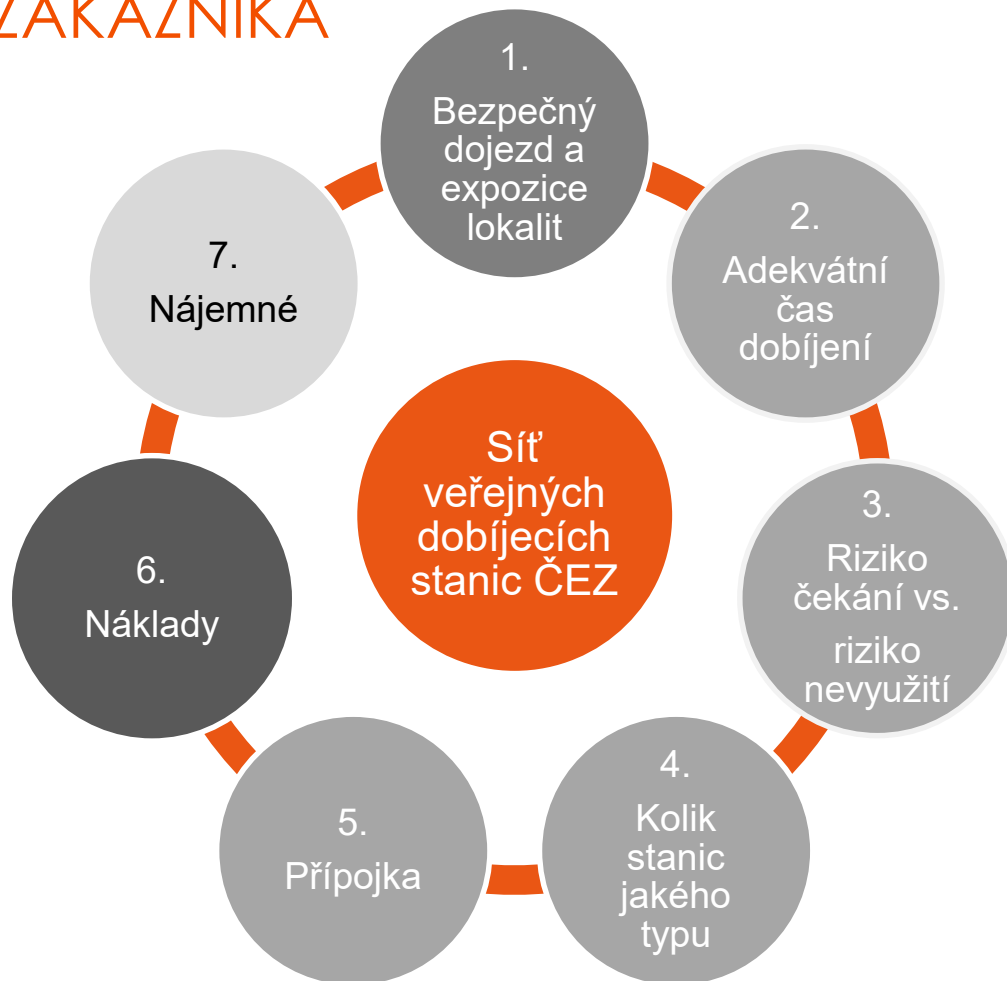 ZÁKAZNÍKA
1.
Bezpečný
dojezd a
expozice
lokalit
2.
Adekvátní
čas
dobíjení
3.
Riziko
čekání vs.
riziko
nevyužití
4.
Kolik
stanic
jakého
typu
5.
Přípojka
6.
Náklady
7.
Nájemné
Síť
veřejných
dobíjecích
stanic ČEZ